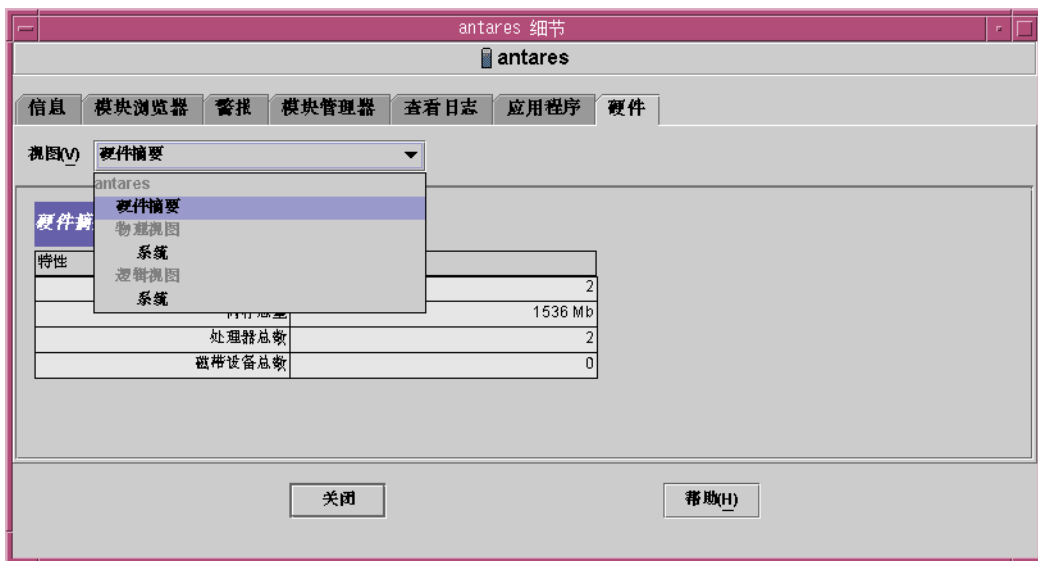 antares 细节
antares
信息 模块浏览器 警报 模块管理器 查看日志 应用程序 硬件
视图(V) 硬件摘要
antares
硬件摘要
物理视图
系统
逻辑视图
系统
硬件摘
特性
2
1536 Mb
处理器总数 2
磁带设备总数 0
关闭 帮助(H)